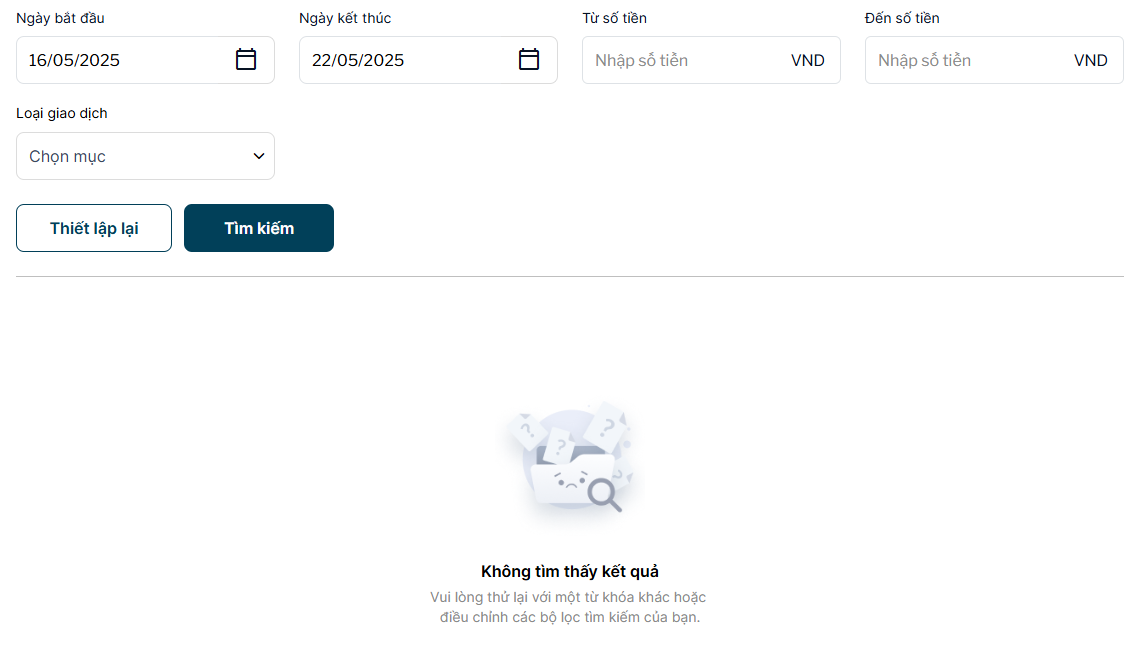 Ngày bắt đầu
Ngày kết thúc
Từ số tiền
Đến số tiền
16/05/2025
22/05/2025
Nhập số tiền VND
Nhập số tiền VND
Loại giao dịch
Chọn mục
Thiết lập lại
Tìm kiếm
? ? ? ?
Không tìm thấy kết quả
Vui lòng thử lại với một từ khóa khác hoặc
điều chỉnh các bộ lọc tìm kiếm của bạn.